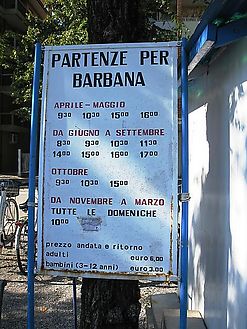 PARTENZE PER
BARBANA
APRILE - MAGGIO
9³⁰ 10³⁰ 15⁰⁰ 16⁰⁰
DA GIUGNO A SETTEMBRE
8³⁰ 9³⁰ 10³⁰ 11³⁰
14⁰⁰ 15⁰⁰ 16⁰⁰ 17⁰⁰
OTTOBRE
9³⁰ 10³⁰ 15⁰⁰
DA NOVEMBRE A MARZO
TUTTE LE DOMENICHE
10⁰⁰
prezzo andata e ritorno
adulti euro 6,00
bambini (3-12 anni) euro 3.00